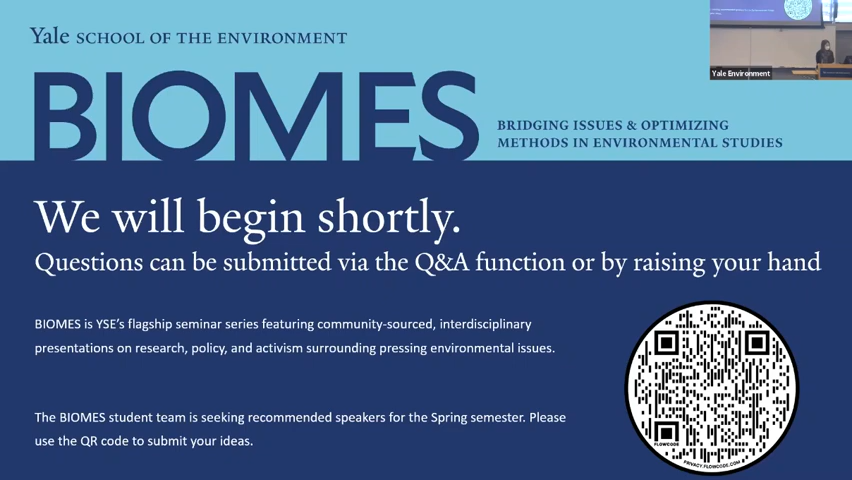 Yale SCHOOL OF THE ENVIRONMENT
BIOMES
BRIDGING ISSUES & OPTIMIZING
METHODS IN ENVIRONMENTAL STUDIES
Yale Environment
We will begin shortly.
Questions can be submitted via the Q&A function or by raising your hand
BIOMES is YSE's flagship seminar series featuring community-sourced, interdisciplinary
presentations on research, policy, and activism surrounding pressing environmental issues.
The BIOMES student team is seeking recommended speakers for the Spring semester. Please
use the QR code to submit your ideas.
FLOWCODE
PRIVACY.FLOWCODE.COM